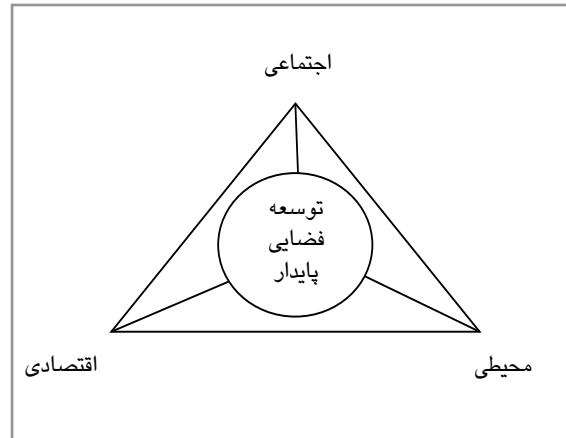 اجتماعی
توسعه
فضایی
پایدار
محیطی
اقتصادی